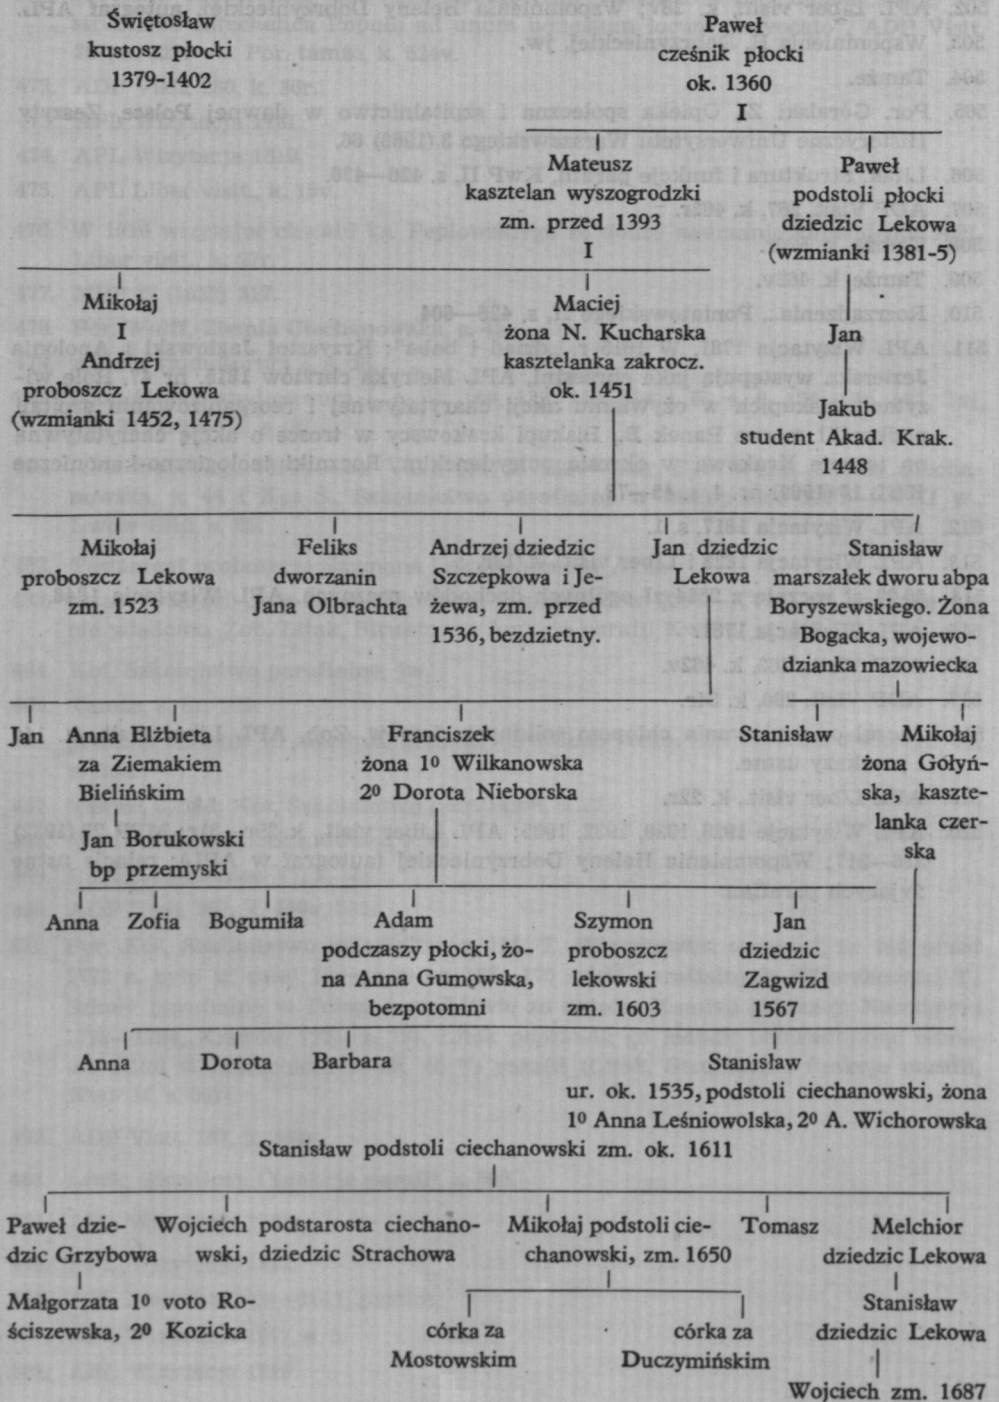 Świętosław
kustosz płocki
1379-1402
Paweł
cześnik płocki
ok. 1360
I
Mateusz
kasztelan wyszogrodzki
zm. przed 1393
I
Paweł
podstoli płocki
dziedzic Lekowa
(wzmianki 1381-5)
Mikołaj
I
Andrzej
proboszcz Lekowa
(wzmianki 1452, 1475)
Maciej
żona N. Kucharska
kasztelanka zakrocz.
ok. 1451
Jan
Jakub
student Akad. Krak.
1448
Mikołaj
proboszcz Lekowa
zm. 1523
Feliks
dworzanin
Jana Olbrachta
Andrzej dziedzic
Szczepkowa i Je-
żewa, zm. przed
1536, bezdzietny.
Jan dziedzic
Lekowa
Stanisław
marszałek dworu abpa
Boryszewskiego. Żona
Bogacka, wojewo-
dzianka mazowiecka
Jan
Anna Elżbieta
za Ziemakiem
Bielińskim
Jan Borukowski
bp przemyski
Franciszek
żona 1º Wilkanowska
2º Dorota Nieborska
Stanisław
Mikołaj
żona Gołyń-
ska, kaszte-
lanka czer-
ska
Anna
Zofia
Bogumiła
Adam
podczaszy płocki, żo-
na Anna Gumowska,
bezpotomni
Szymon
proboszcz
lekowski
zm. 1603
Jan
dziedzic
Zagwizd
1567
Anna
Dorota
Barbara
Stanisław
ur. ok. 1535, podstoli ciechanowski, żona
1º Anna Leśniowolska, 2º A. Wichorowska
Stanisław podstoli ciechanowski zm. ok. 1611
Paweł dzie-
dzic Grzybowa
Wojciech podstarosta ciechano-
wski, dziedzic Strachowa
Mikołaj podstoli cie-
chanowski, zm. 1650
Tomasz
Melchior
dziedzic Lekowa
Małgorzata 1º voto Ro-
ściszewska, 2º Kozicka
córka za
Mostowskim
córka za
Duczymińskim
Stanisław
dziedzic Lekowa
Wojciech zm. 1687